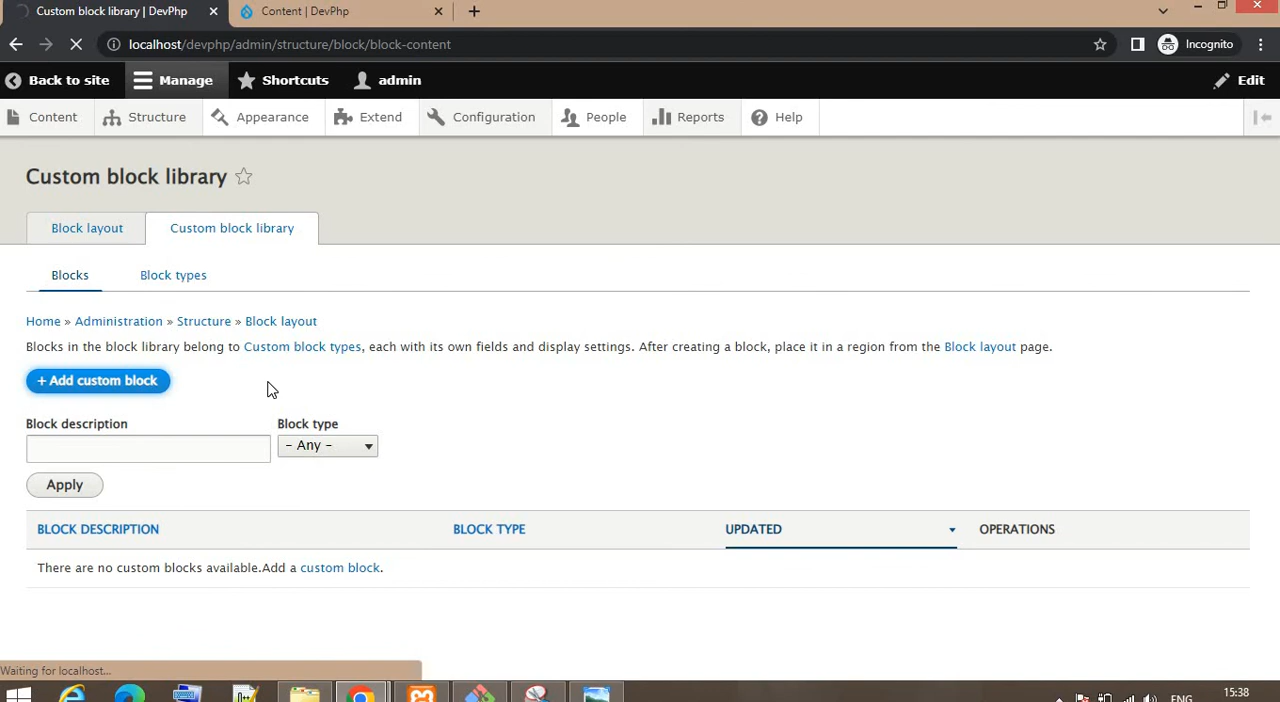 Custom block library | DevPhp
Content | DevPhp
localhost/devphp/admin/structure/block/block-content
Incognito
Back to site
Manage
Shortcuts
admin
Edit
Content
Structure
Appearance
Extend
Configuration
People
Reports
Help
Custom block library
Block layout
Custom block library
Blocks
Block types
Home » Administration » Structure » Block layout
Blocks in the block library belong to Custom block types, each with its own fields and display settings. After creating a block, place it in a region from the Block layout page.
+ Add custom block
Block description
Block type
- Any -
Apply
BLOCK DESCRIPTION
BLOCK TYPE
UPDATED
OPERATIONS
There are no custom blocks available.Add a custom block.
Waiting for localhost...
ENG
15:38